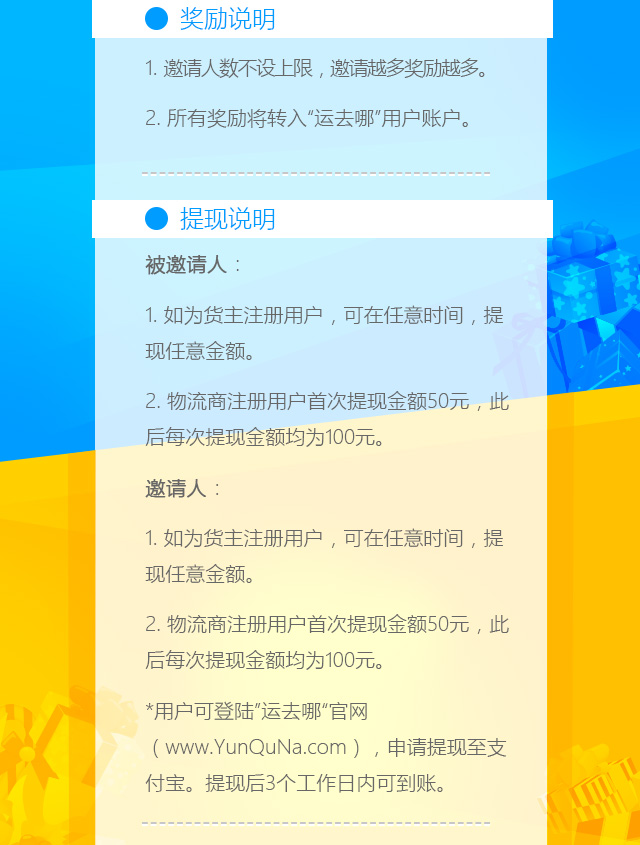 奖励说明
1. 邀请人数不设上限，邀请越多奖励越多。
2. 所有奖励将转入“运去哪”用户账户。
提现说明
被邀请人：
1. 如为货主注册用户，可在任意时间，提
现任意金额。
2. 物流商注册用户首次提现金额50元，此
后每次提现金额均为100元。
邀请人：
1. 如为货主注册用户，可在任意时间，提
现任意金额。
2. 物流商注册用户首次提现金额50元，此
后每次提现金额均为100元。
*用户可登陆”运去哪“官网
（www.YunQuNa.com），申请提现至支
付宝。提现后3个工作日内可到账。